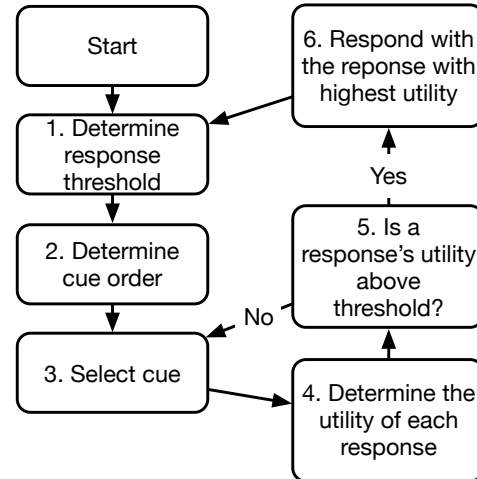 Start
1. Determine
response
threshold
2. Determine
cue order
3. Select cue
4. Determine the
utility of each
response
5. Is a
response's utility
above
threshold?
No
Yes
6. Respond with
the reponse with
highest utility